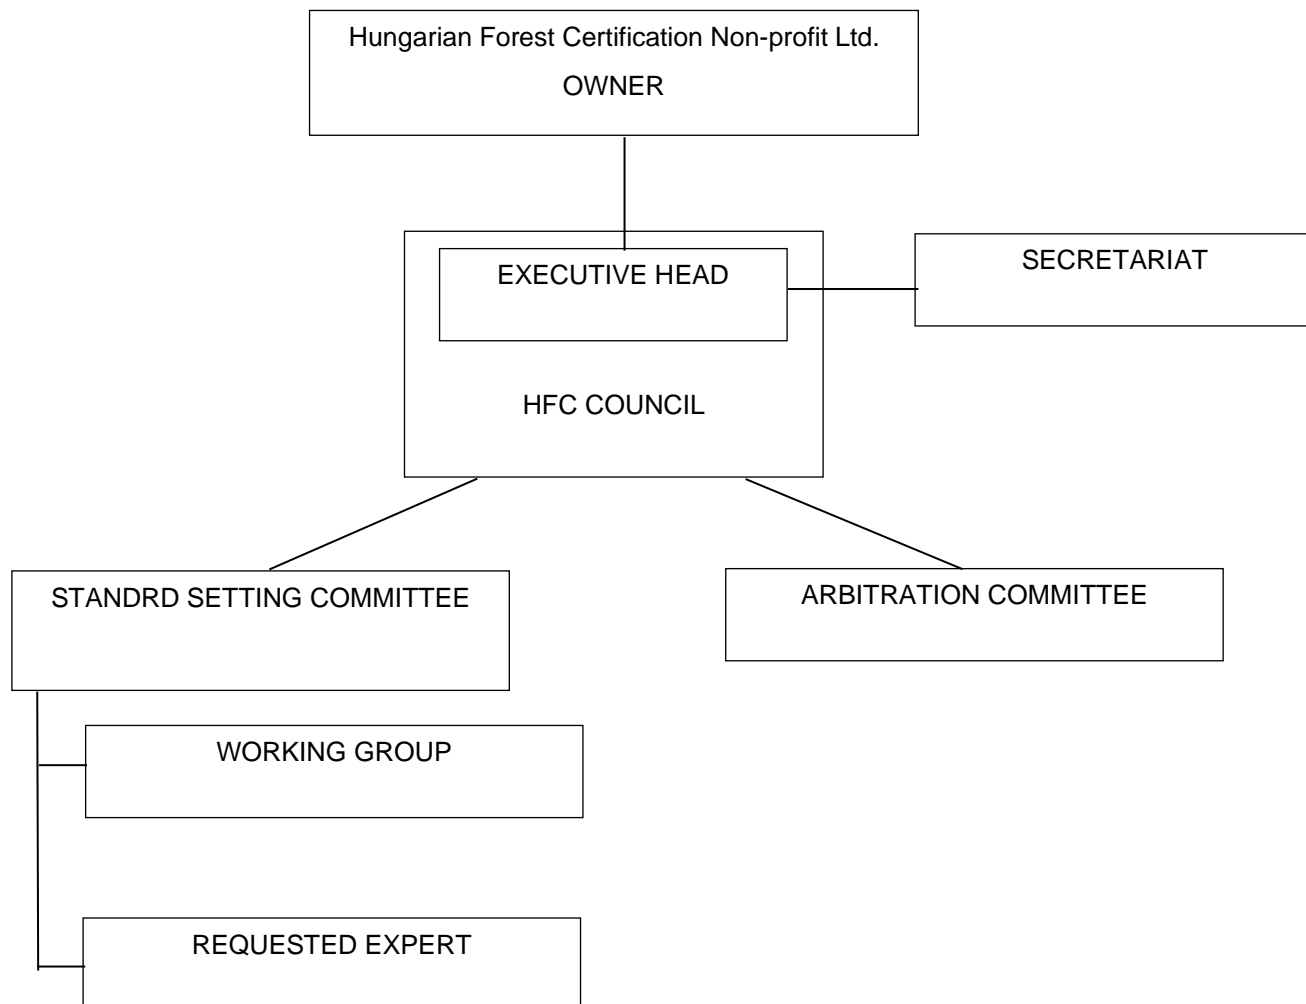 Hungarian Forest Certification Non-profit Ltd.
OWNER
EXECUTIVE HEAD
SECRETARIAT
HFC COUNCIL
STANDRD SETTING COMMITTEE
ARBITRATION COMMITTEE
WORKING GROUP
REQUESTED EXPERT